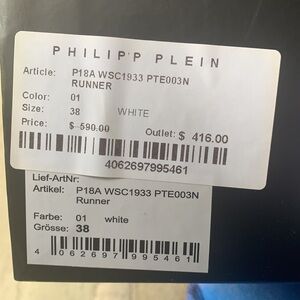 PHILIPP PLEIN
Article: P18A WSC1933 PTE003N
RUNNER
Color: 01
Size: 38 WHITE
Price: $ 590.00 Outlet: $ 416.00
4062697995461
Lief-ArtNr:
Artikel: P18A WSC1933 PTE003N
Runner
Farbe: 01 white
Grösse: 38
4 062697 995461